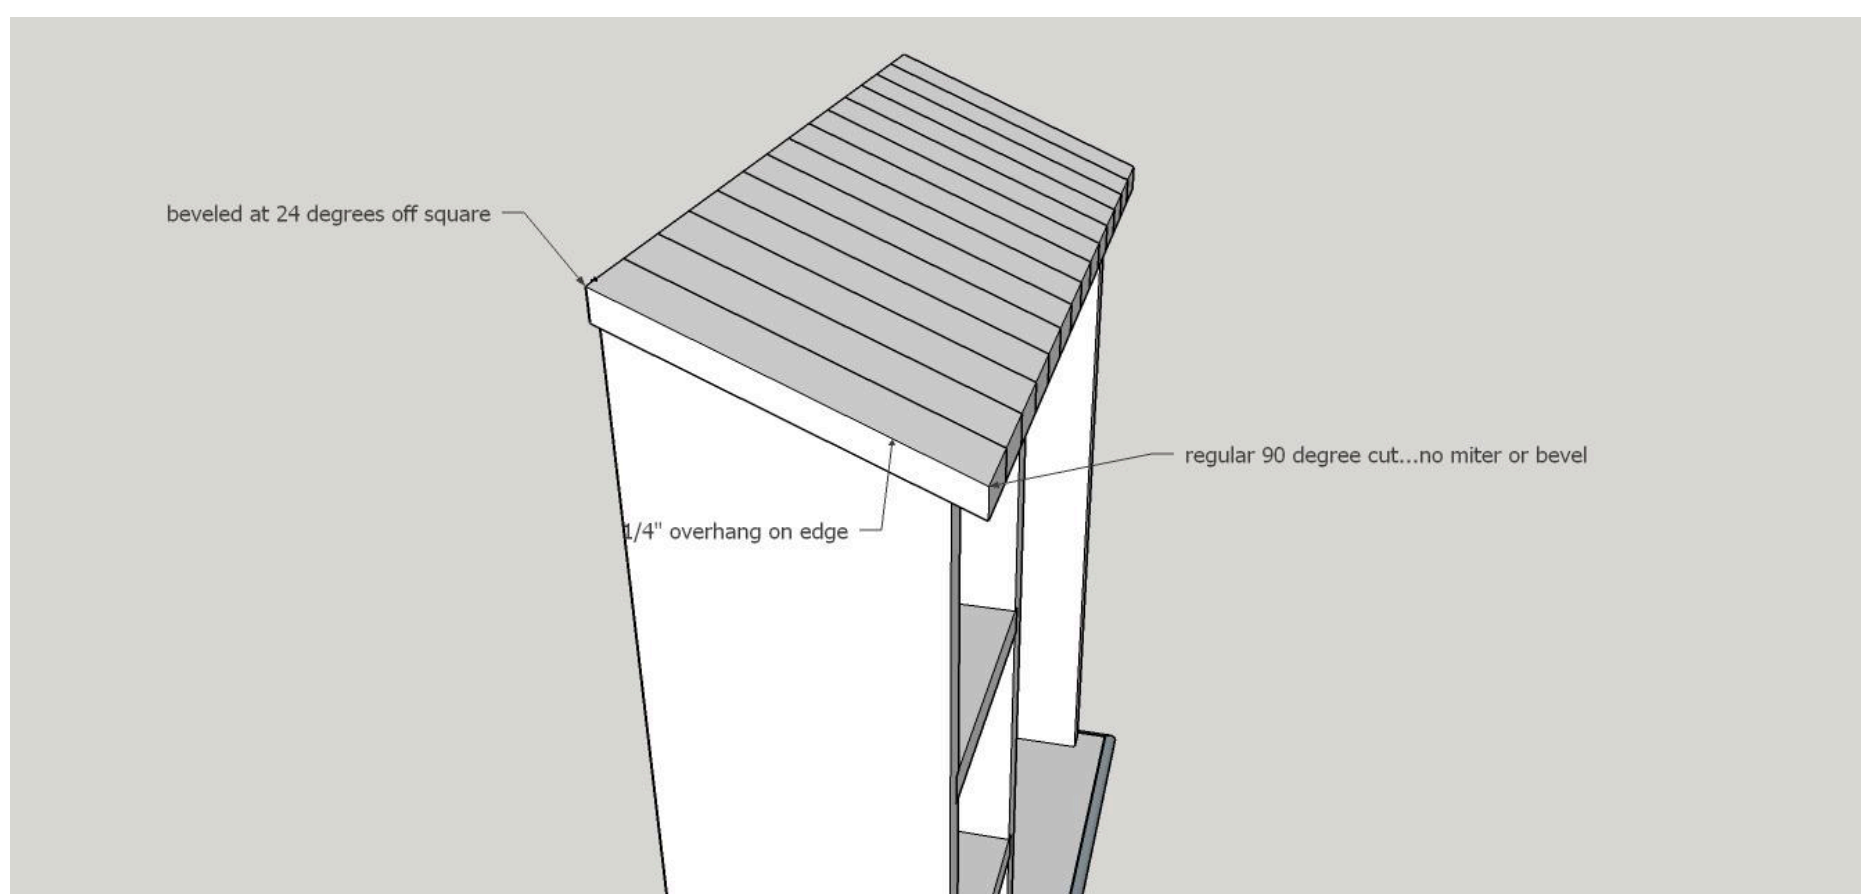 beveled at 24 degrees off square
regular 90 degree cut...no miter or bevel
1/4" overhang on edge